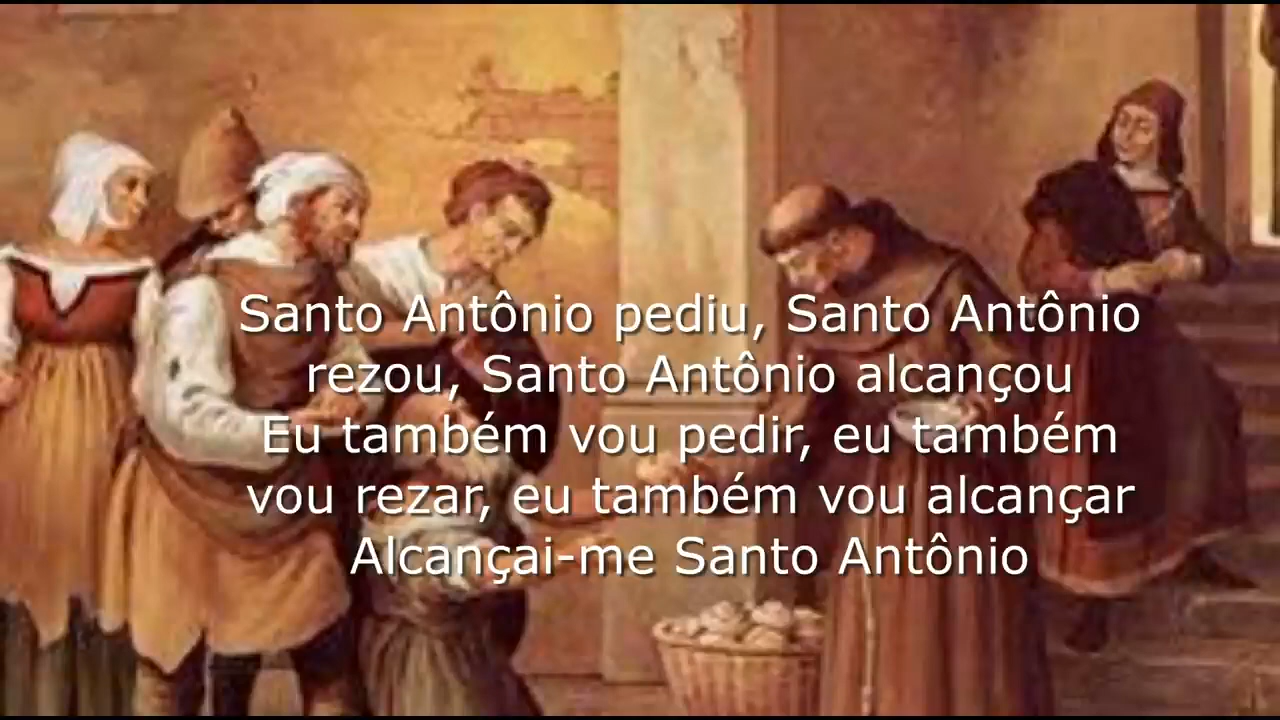 Santo Antônio pediu, Santo Antônio
rezou, Santo Antônio alcançou
Eu também vou pedir, eu também
vou rezar, eu também vou alcançar
Alcançai-me Santo Antônio